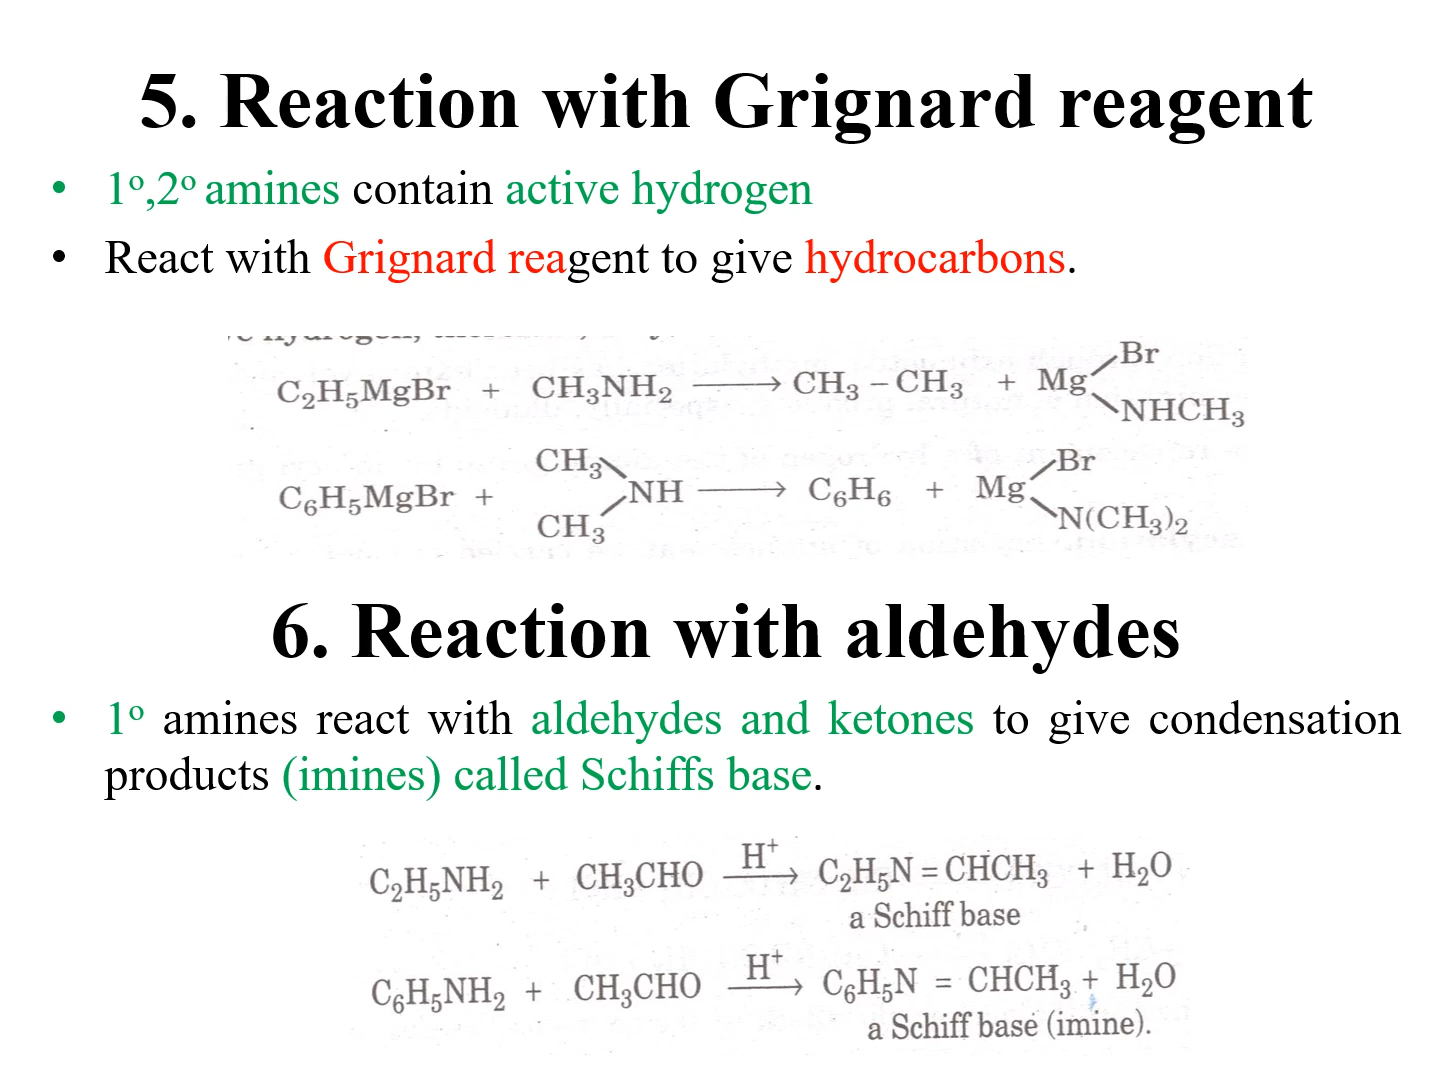 5. Reaction with Grignard reagent
• 1º,2º amines contain active hydrogen
• React with Grignard reagent to give hydrocarbons.
C₂H₅MgBr + CH₃NH₂ ⟶ CH₃ – CH₃ + Mg Br NHCH₃
C₆H₅MgBr + CH₃ CH₃ NH ⟶ C₆H₆ + Mg Br N(CH₃)₂
6. Reaction with aldehydes
• 1º amines react with aldehydes and ketones to give condensation
products (imines) called Schiffs base.
C₂H₅NH₂ + CH₃CHO H⁺ ⟶ C₂H₅N = CHCH₃ + H₂O
a Schiff base
C₆H₅NH₂ + CH₃CHO H⁺ ⟶ C₆H₅N = CHCH₃ + H₂O
a Schiff base (imine).